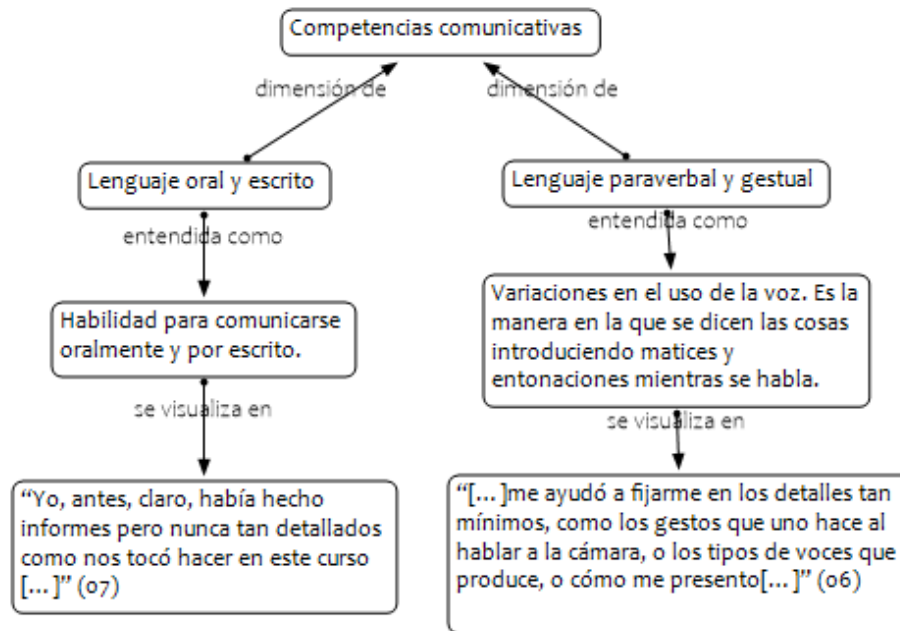 Competencias comunicativas
dimensión de
dimensión de
Lenguaje oral y escrito
Lenguaje paraverbal y gestual
entendida como
entendida como
Habilidad para comunicarse
oralmente y por escrito.
Variaciones en el uso de la voz. Es la
manera en la que se dicen las cosas
introduciendo matices y
entonaciones mientras se habla.
se visualiza en
se visualiza en
“Yo, antes, claro, había hecho
informes pero nunca tan detallados
como nos tocó hacer en este curso
[...]” (07)
“[...]me ayudó a fijarme en los detalles tan
mínimos, como los gestos que uno hace al
hablar a la cámara, o los tipos de voces que
produce, o cómo me presento[...]” (06)